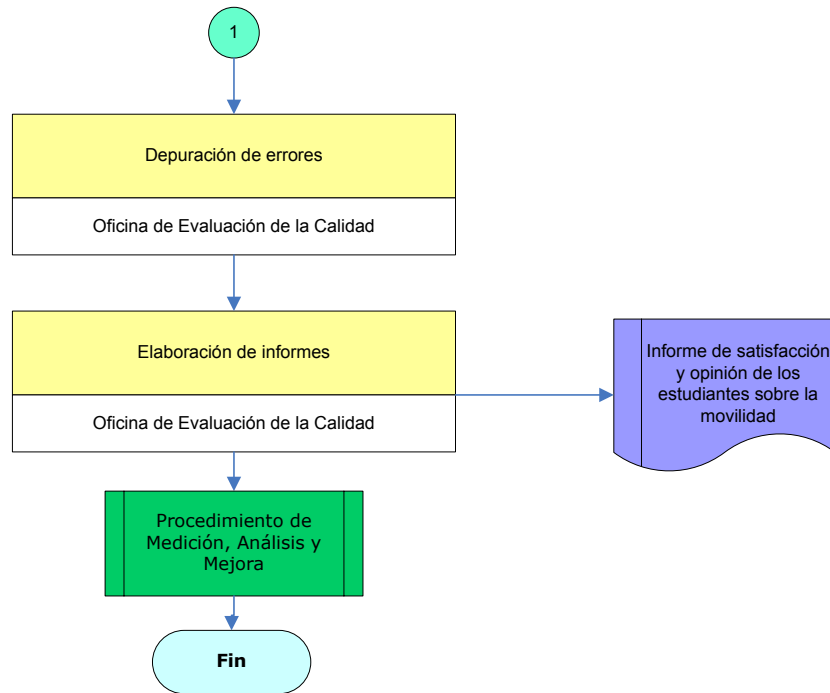 1
Depuración de errores
Oficina de Evaluación de la Calidad
Elaboración de informes
Oficina de Evaluación de la Calidad
Informe de satisfacción
y opinión de los
estudiantes sobre la
movilidad
Procedimiento de
Medición, Análisis y
Mejora
Fin